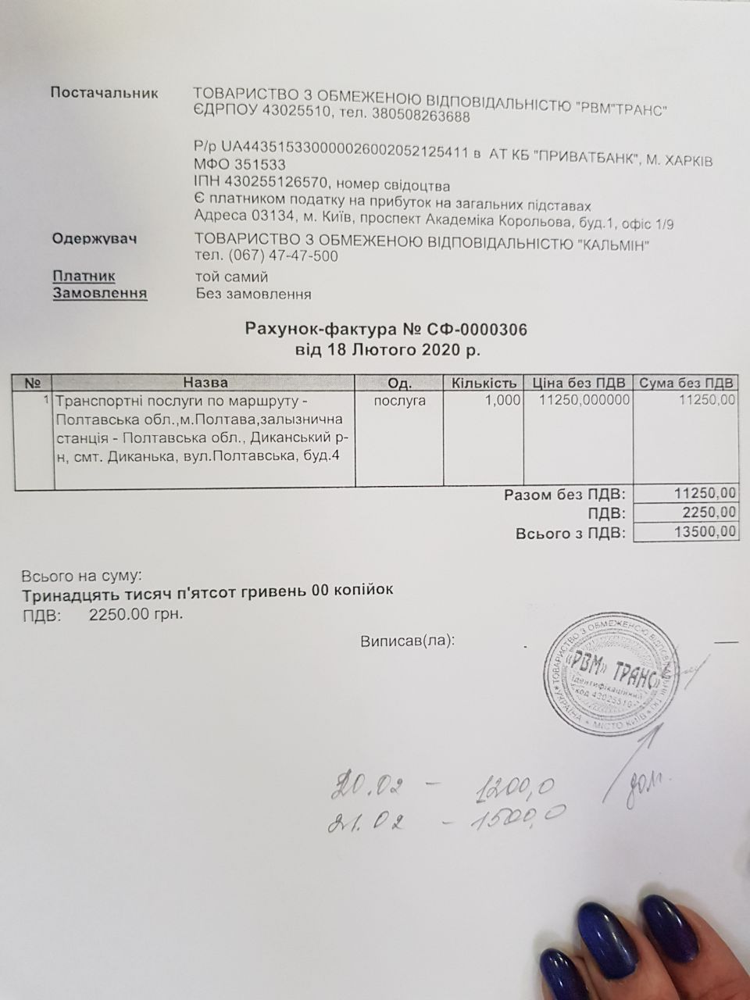 Постачальник ТОВАРИСТВО З ОБМЕЖЕНОЮ ВІДПОВІДАЛЬНІСТЮ "РВМ"ТРАНС"
ЄДРПОУ 43025510, тел. 380508263688
Р/р UA443515330000026002052125411 в АТ КБ "ПРИВАТБАНК", М. ХАРКІВ
МФО 351533
ІПН 430255126570, номер свідоцтва
Є платником податку на прибуток на загальних підставах
Адреса 03134, м. Київ, проспект Академіка Корольова, буд.1, офіс 1/9
Одержувач ТОВАРИСТВО З ОБМЕЖЕНОЮ ВІДПОВІДАЛЬНІСТЮ "КАЛЬМІН"
тел. (067) 47-47-500
Платник той самий
Замовлення Без замовлення
Рахунок-фактура № СФ-0000306
від 18 Лютого 2020 р.
№ Назва Од. Кількість Ціна без ПДВ Сума без ПДВ
1 Транспортні послуги по маршруту - послуга 1,000 11250,000000 11250,00
Полтавська обл.,м.Полтава,залызнична
станція - Полтавська обл., Диканський р-
н, смт. Диканька, вул.Полтавська, буд.4
Разом без ПДВ: 11250,00
ПДВ: 2250,00
Всього з ПДВ: 13500,00
Всього на суму:
Тринадцять тисяч п'ятсот гривень 00 копійок
ПДВ: 2250.00 грн.
Виписав(ла):
ТОВАРИСТВО З ОБМЕЖЕНОЮ ВІДПОВІДАЛЬНІСТЮ
«РВМ» ТРАНС»
ідентифікаційний
код 43025510
УКРАЇНА * МІСТО КИЇВ
20.02 - 1200,0
21.02 - 1500,0